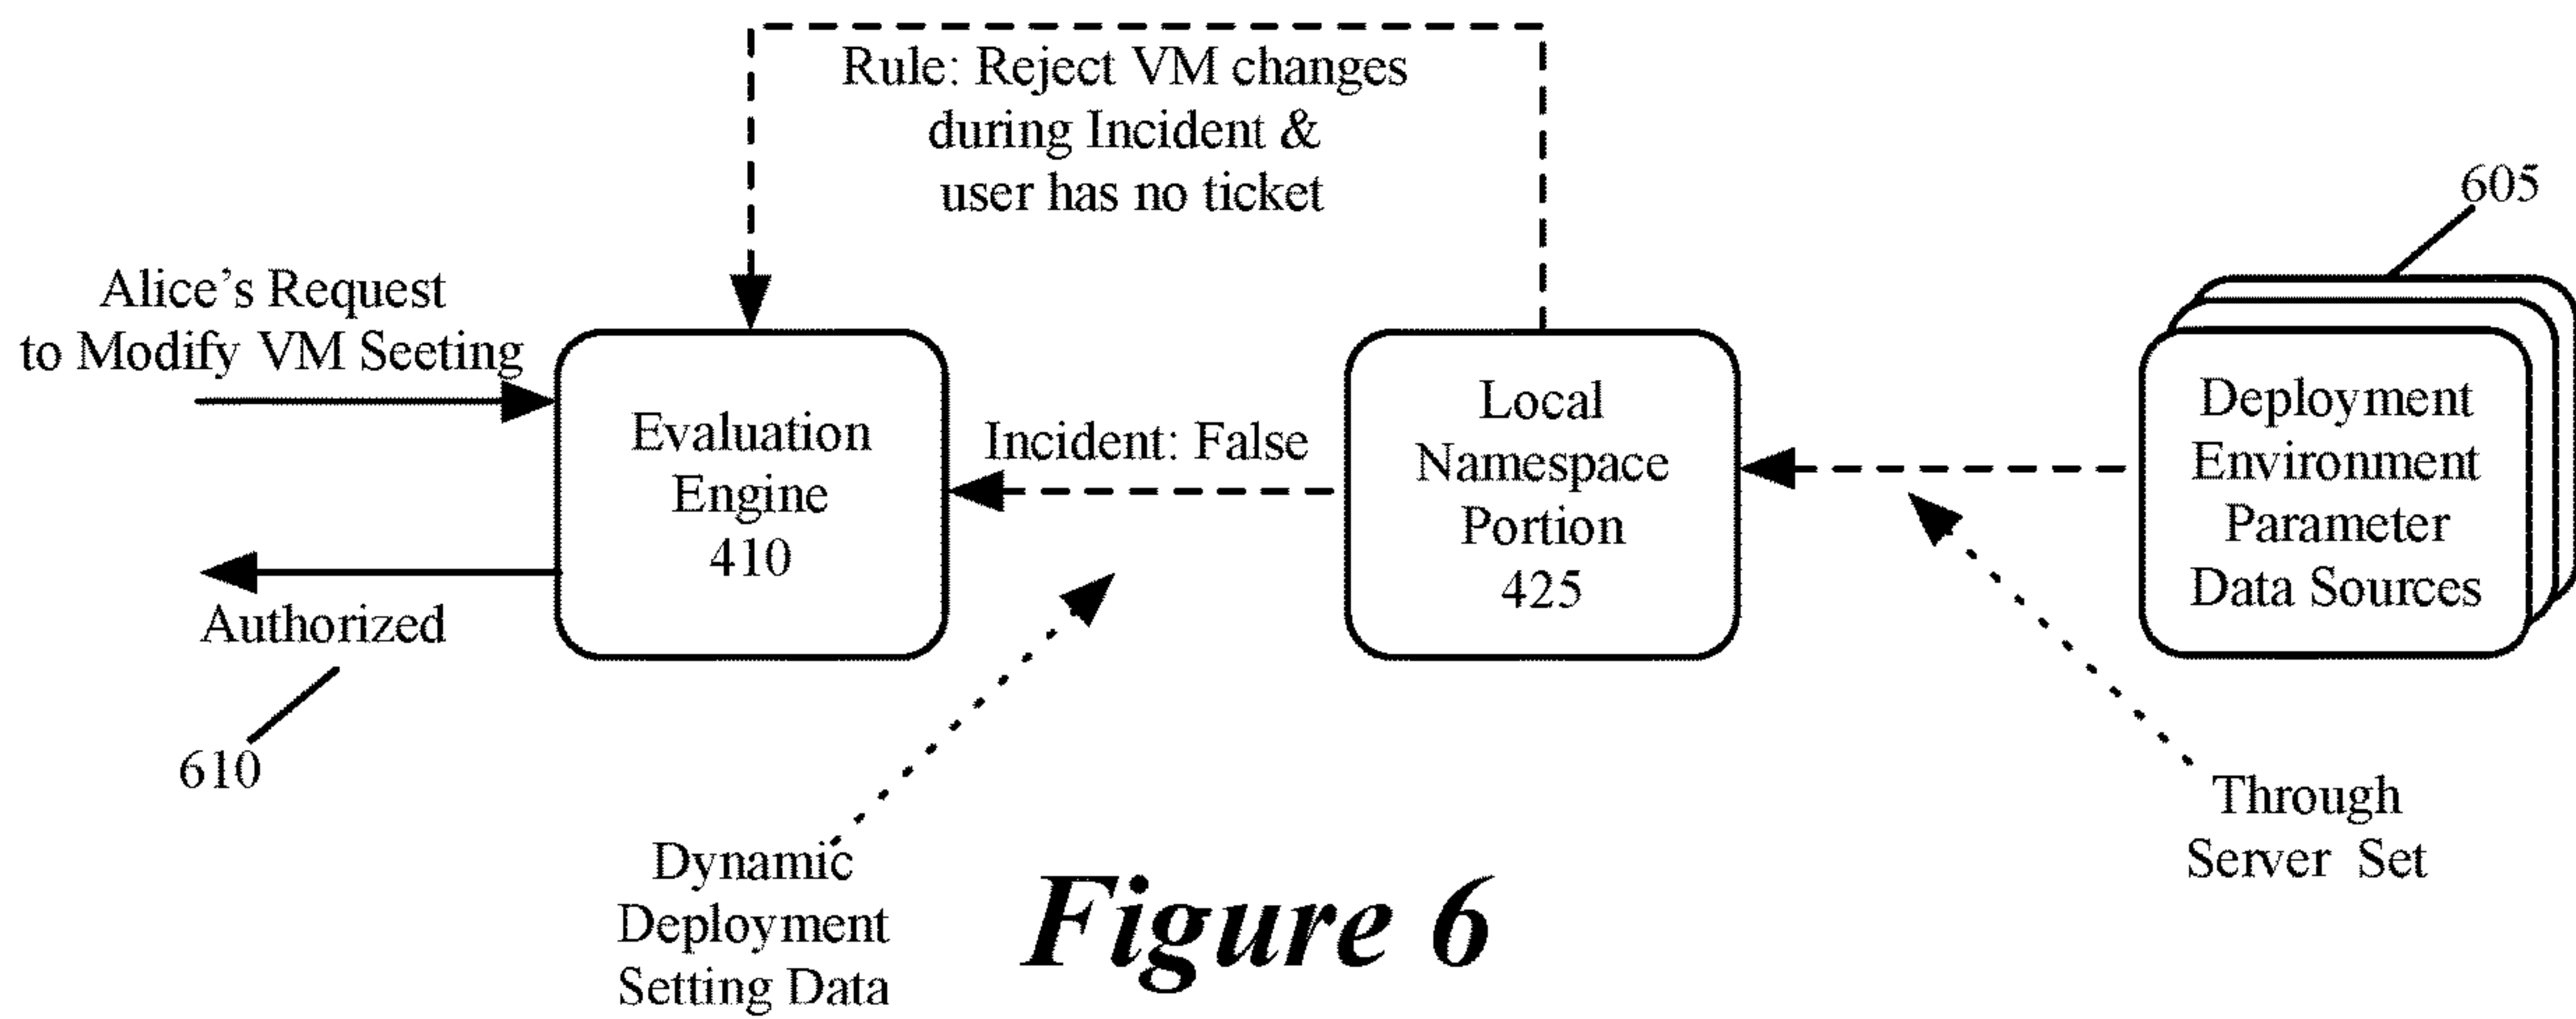 Rule: Reject VM changes
during Incident &
user has no ticket
605
Alice’s Request
to Modify VM Seeting
Evaluation
Engine
410
Incident: False
Local
Namespace
Portion
425
Deployment
Environment
Parameter
Data Sources
Authorized
610
Through
Server Set
Dynamic
Deployment
Setting Data
Figure 6